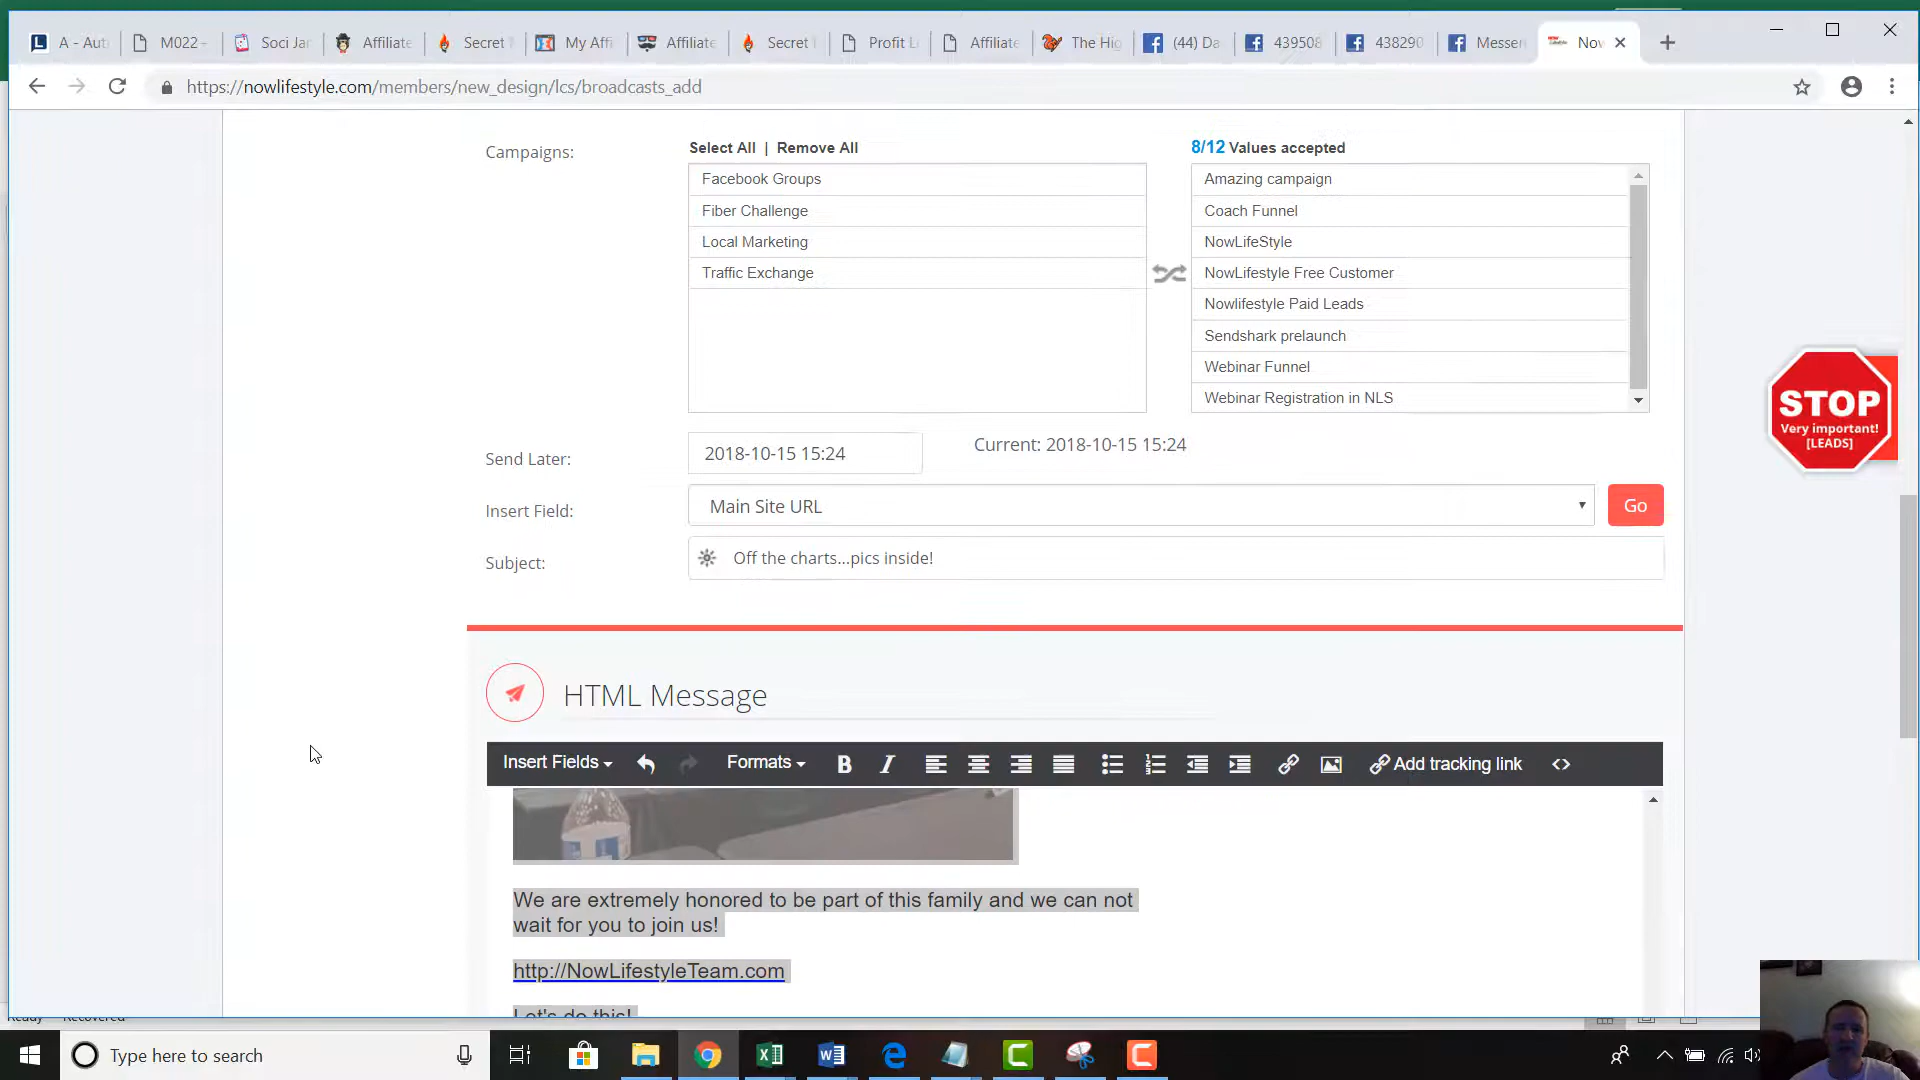 A - Aut
M022 -
Soci Jar
Affiliate
Secret
My Affi
Affiliate
Secret
Profit L
Affiliate
The Hig
(44) Da
439508
438290
Messen
Now
https://nowlifestyle.com/members/new_design/lcs/broadcasts_add
Campaigns:
Select All | Remove All
8/12 Values accepted
Facebook Groups
Fiber Challenge
Local Marketing
Traffic Exchange
Amazing campaign
Coach Funnel
NowLifeStyle
NowLifestyle Free Customer
Nowlifestyle Paid Leads
Sendshark prelaunch
Webinar Funnel
Webinar Registration in NLS
STOP
Very important!
[LEADS]
Send Later:
2018-10-15 15:24
Current: 2018-10-15 15:24
Insert Field:
Main Site URL
Go
Subject:
Off the charts...pics inside!
HTML Message
Insert Fields
Formats
B
I
Add tracking link
We are extremely honored to be part of this family and we can not
wait for you to join us!
http://NowLifestyleTeam.com
Let's do this!
Ready
Recovered
Type here to search